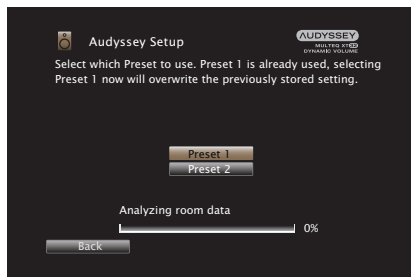 Audyssey Setup
AUDYSSEY
MULTEQ XT32
DYNAMIC VOLUME
Select which Preset to use. Preset 1 is already used, selecting
Preset 1 now will overwrite the previously stored setting.
Preset 1
Preset 2
Analyzing room data
0%
Back